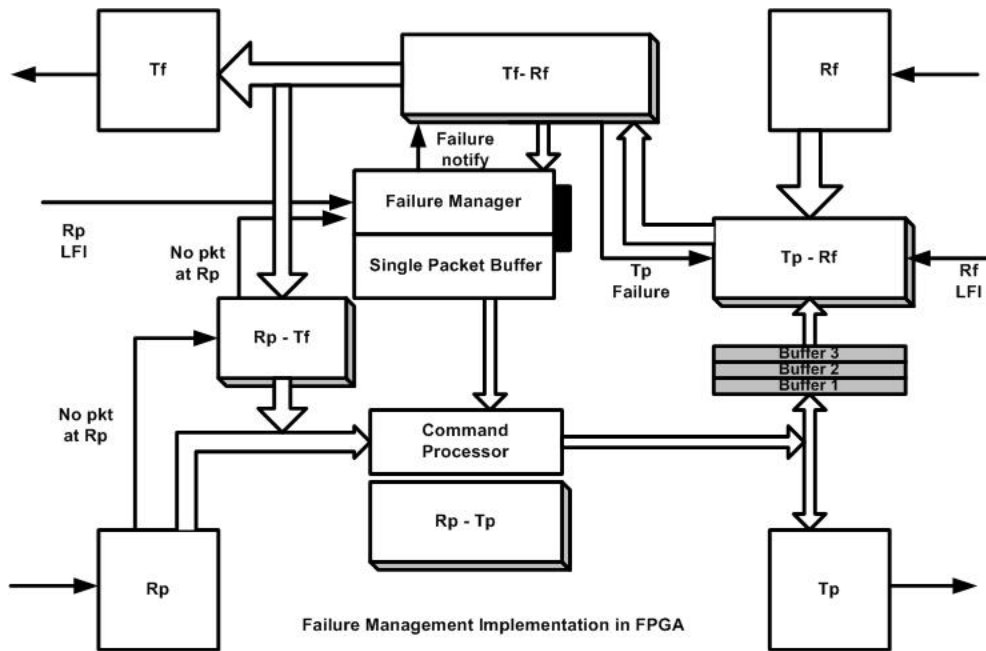 Tf
Tf- Rf
Rf
Failure
notify
Failure Manager
Rp
LFI
No pkt
at Rp
Single Packet Buffer
Tp
Failure
Tp - Rf
Rf
LFI
Rp - Tf
Buffer 3
Buffer 2
Buffer 1
No pkt
at Rp
Command
Processor
Rp - Tp
Rp
Tp
Failure Management Implementation in FPGA